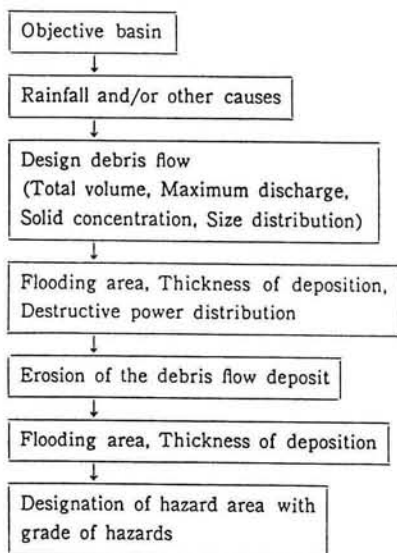 Objective basin
Rainfall and/or other causes
Design debris flow
(Total volume, Maximum discharge,
Solid concentration, Size distribution)
Flooding area, Thickness of deposition,
Destructive power distribution
Erosion of the debris flow deposit
Flooding area, Thickness of deposition
Designation of hazard area with
grade of hazards